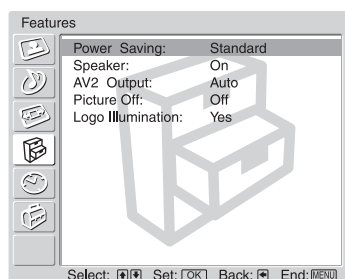 Features
Power Saving: Standard
Speaker: On
AV2 Output: Auto
Picture Off: Off
Logo Illumination: Yes
Select: Set: OK Back: End: MENU